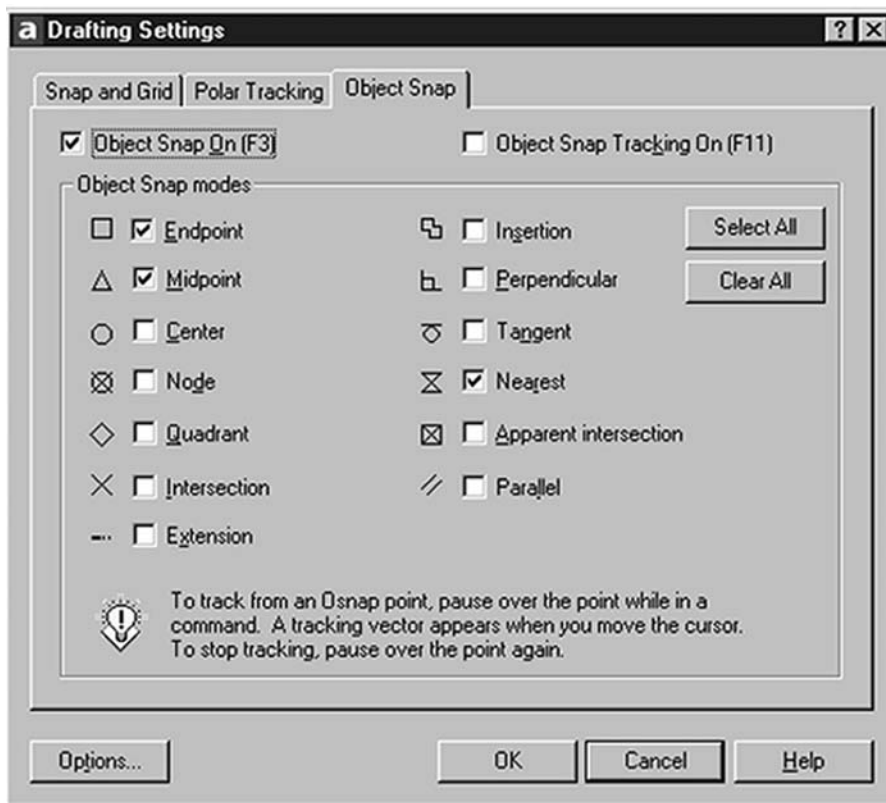 a Drafting Settings ? X
Snap and Grid Polar Tracking Object Snap
Object Snap On (F3) Object Snap Tracking On (F11)
Object Snap modes
Endpoint Insertion Select All
Midpoint Perpendicular Clear All
Center Tangent
Node Nearest
Quadrant Apparent intersection
Intersection Parallel
Extension
To track from an Osnap point, pause over the point while in a
command. A tracking vector appears when you move the cursor.
To stop tracking, pause over the point again.
Options... OK Cancel Help